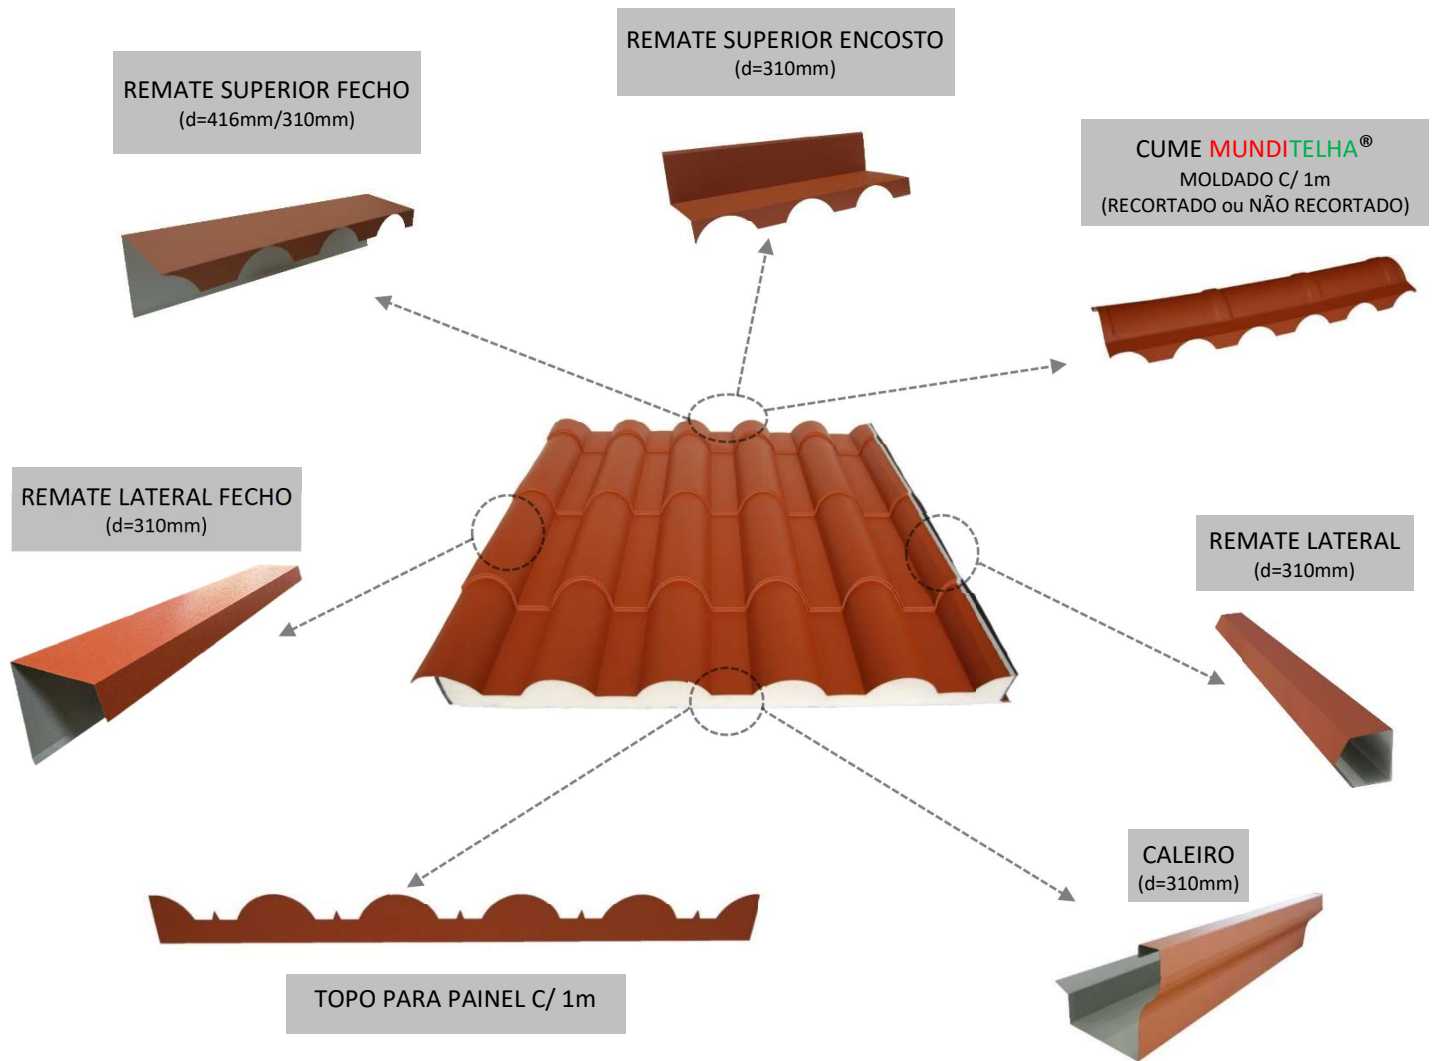 REMATE SUPERIOR ENCOSTO
(d=310mm)
REMATE SUPERIOR FECHO
(d=416mm/310mm)
CUME MUNDITELHA®
MOLDADO C/ 1m
(RECORTADO ou NÃO RECORTADO)
REMATE LATERAL FECHO
(d=310mm)
REMATE LATERAL
(d=310mm)
CALEIRO
(d=310mm)
TOPO PARA PAINEL C/ 1m